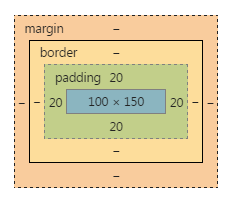 margin –
border –
padding 20
– – 20 100 × 150 20 – –
20
–
–